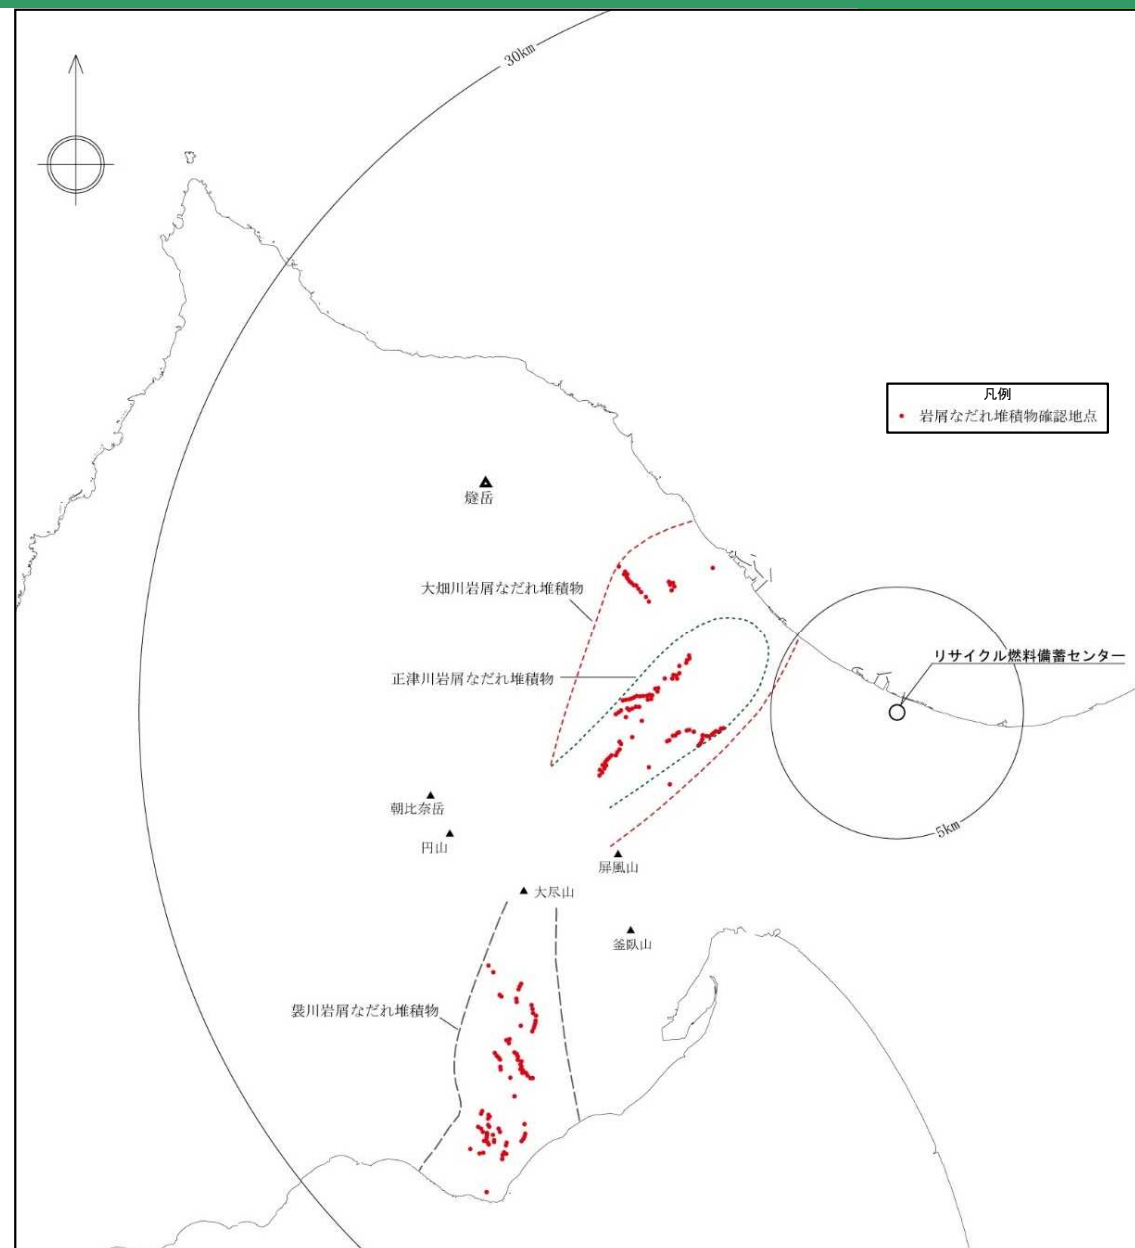 30km
凡例
岩屑なだれ堆積物確認地点
燧岳
大畑川岩屑なだれ堆積物
リサイクル燃料備蓄センター
正津川岩屑なだれ堆積物
朝比奈岳
5km
円山
屏風山
大尽山
釜臥山
袰川岩屑なだれ堆積物